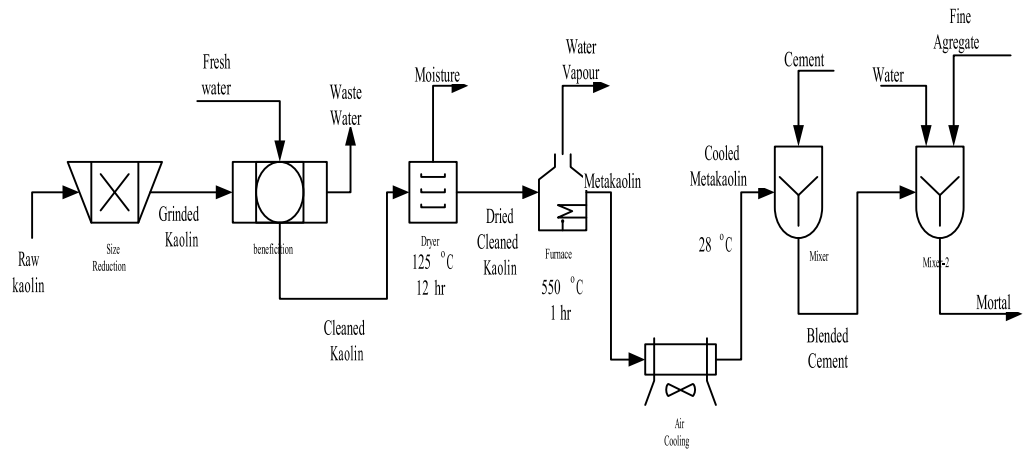 Raw
kaolin
Size
Reduction
Grinded
Kaolin
Fresh
water
Waste
Water
benefiction
Cleaned
Kaolin
Moisture
Dryer
125 °C
12 hr
Dried
Cleaned
Kaolin
Water
Vapour
Furnace
550 °C
1 hr
Metakaolin
Air
Cooling
Cooled
Metakaolin
28 °C
Cement
Mixer
Blended
Cement
Water
Fine
Agregate
Mixer-2
Mortal